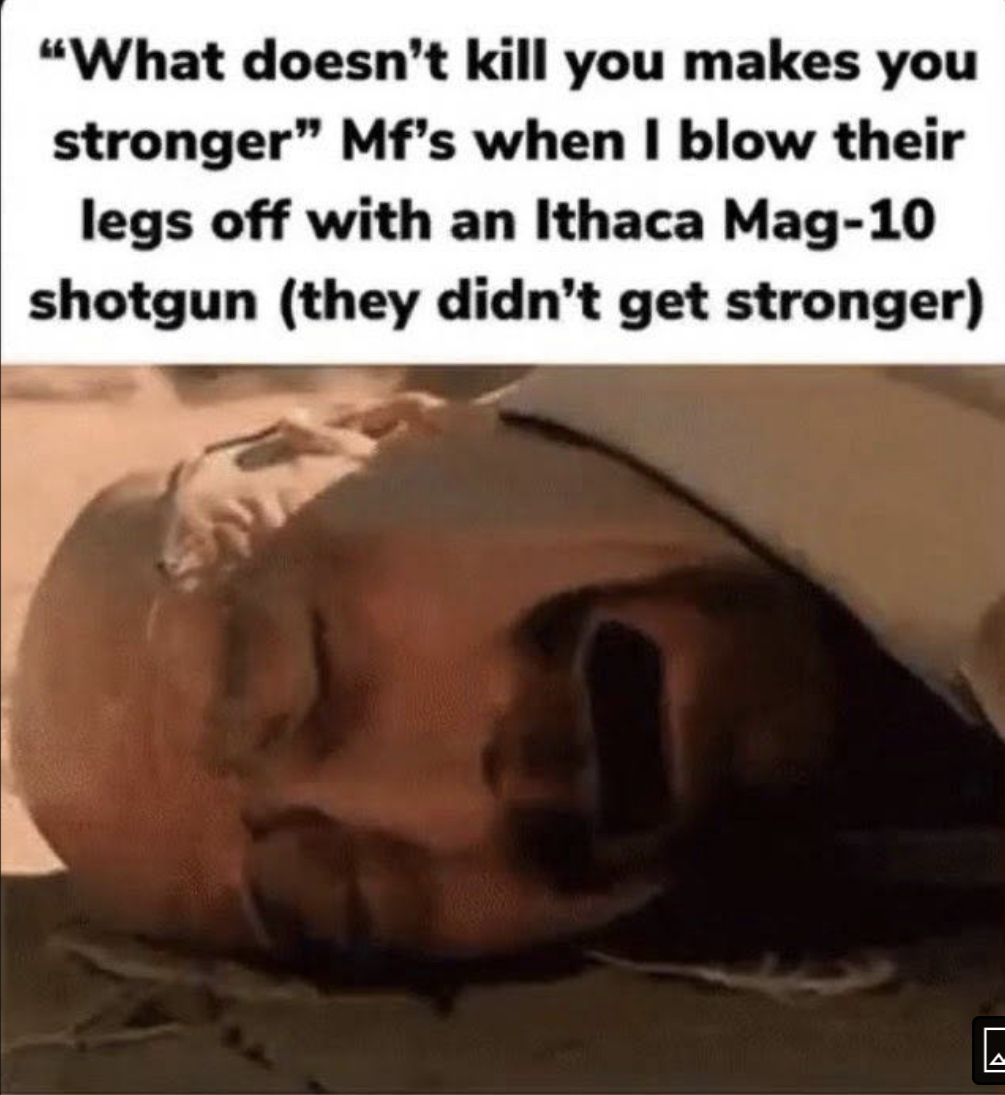 “What doesn’t kill you makes you
stronger” Mf’s when I blow their
legs off with an Ithaca Mag-10
shotgun (they didn’t get stronger)